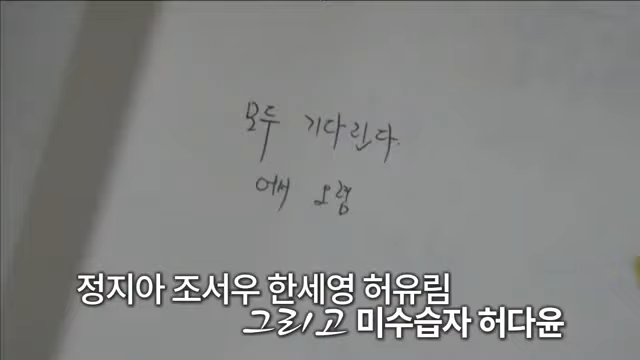 모두 기다린다.
어서 오렴
정지아 조서우 한세영 허유림
그리고 미수습자 허다윤